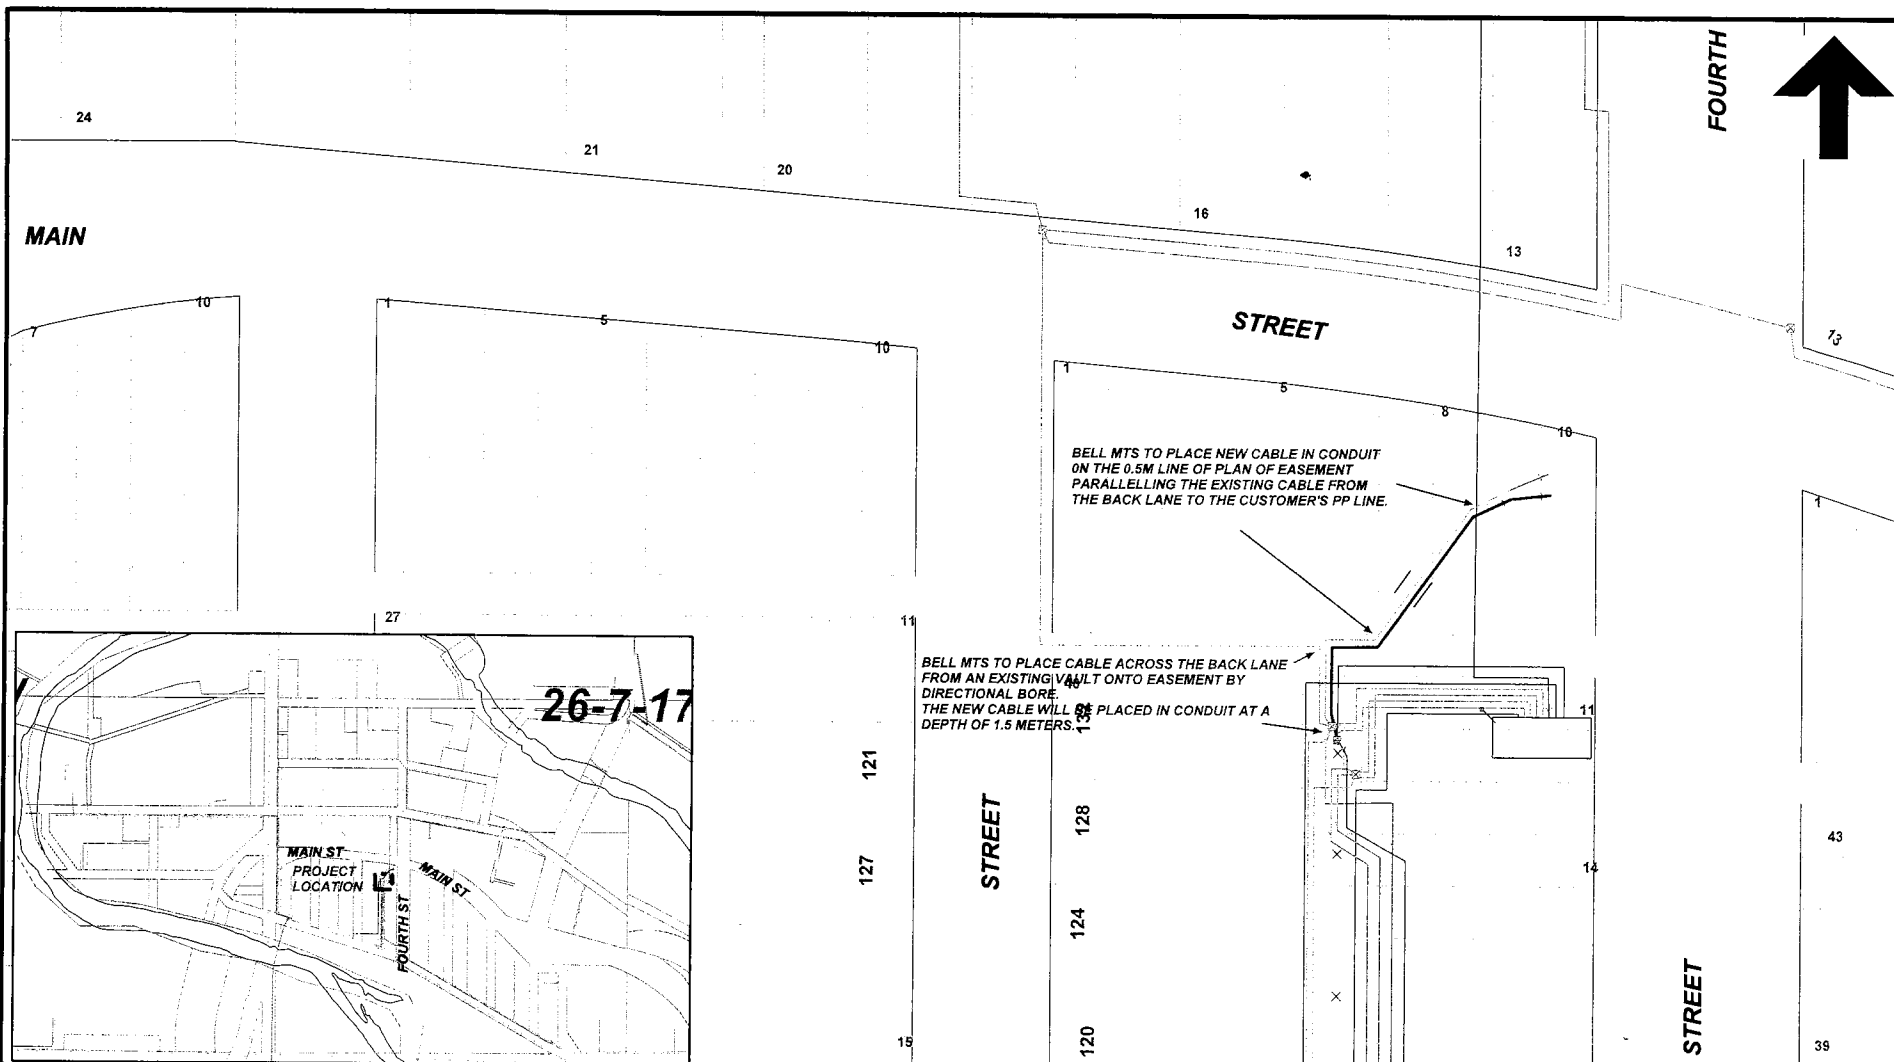 FOURTH
24
21
20
16
13
MAIN
10
7
1
5
10
STREET
13
1
5
8
10
1
BELL MTS TO PLACE NEW CABLE IN CONDUIT
0N THE 0.5M LINE OF PLAN OF EASEMENT
PARALLELLING THE EXISTING CABLE FROM
THE BACK LANE TO THE CUSTOMER'S PP LINE.
27
11
BELL MTS TO PLACE CABLE ACROSS THE BACK LANE
FROM AN EXISTING VAULT ONTO EASEMENT BY
DIRECTIONAL BORE.
THE NEW CABLE WILL BE PLACED IN CONDUIT AT A
DEPTH OF 1.5 METERS.
11
121
128
127
STREET
124
120
15
14
43
STREET
39
26-7-17
MAIN ST
PROJECT
LOCATION
MAIN ST
FOURTH ST